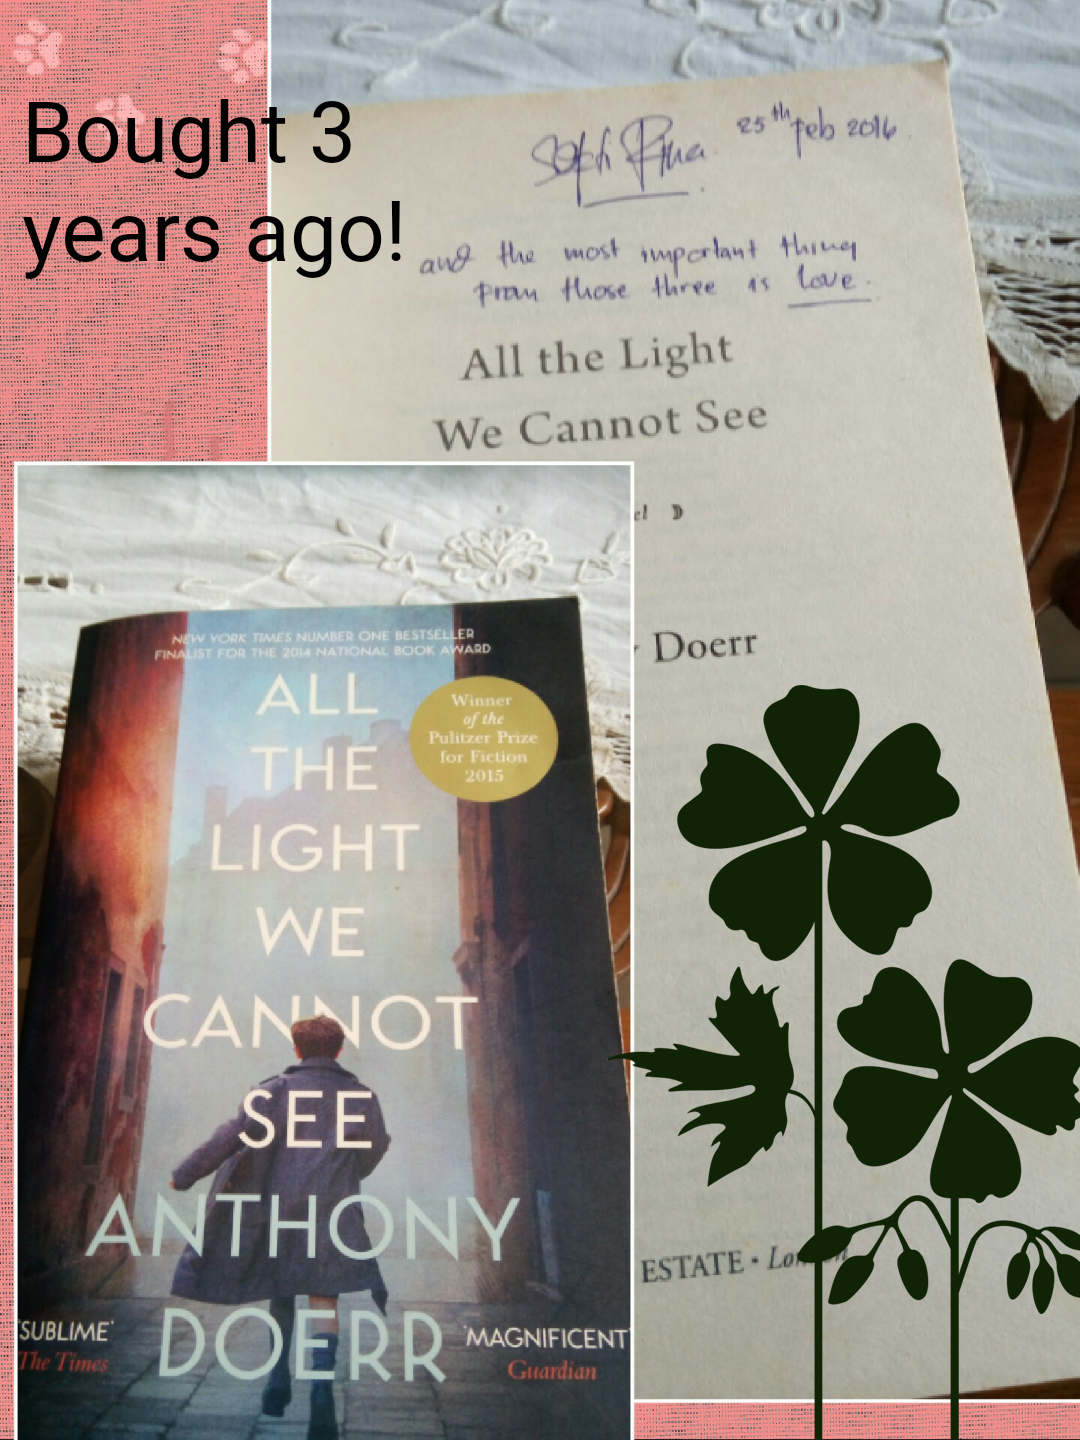 Bought 3
years ago!
25th Feb 2016
and the most important thing
from those three is love.
All the Light
We Cannot See
Doerr
ESTATE •
NEW YORK TIMES NUMBER ONE BESTSELLER
FINALIST FOR THE 2014 NATIONAL BOOK AWARD
ALL
THE
LIGHT
WE
CANNOT
SEE
Winner
of the
Pulitzer Prize
for Fiction
2015
ANTHONY
DOERR
'SUBLIME'
The Times
'MAGNIFICENT'
Guardian